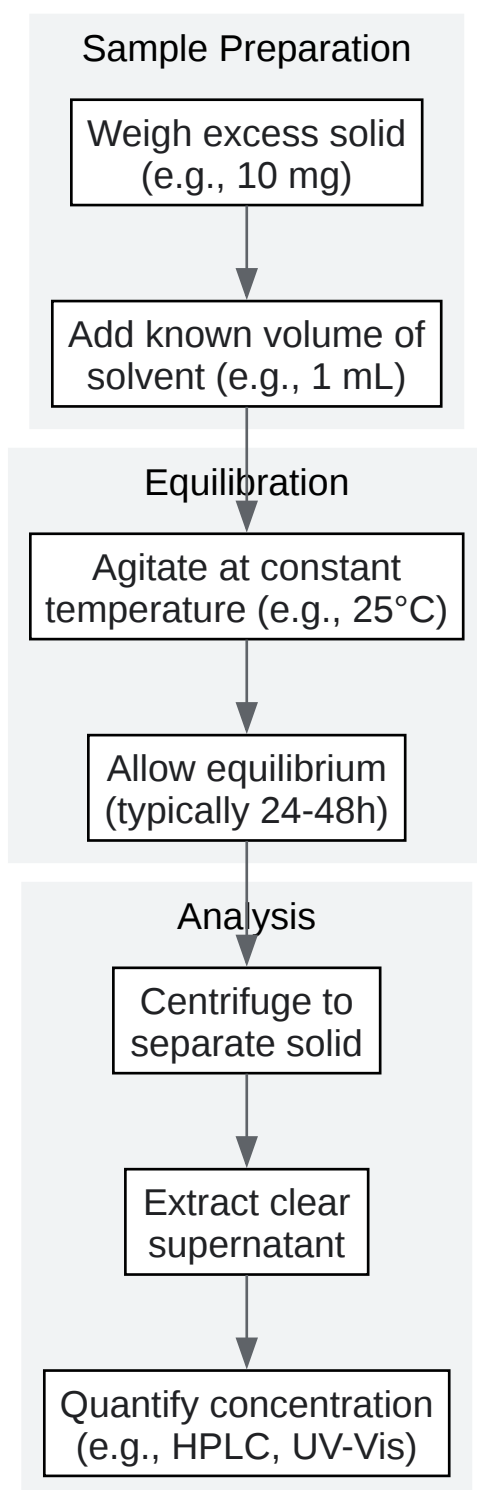 Sample Preparation
Weigh excess solid
(e.g., 10 mg)
Add known volume of
solvent (e.g., 1 mL)
Equilibration
Agitate at constant
temperature (e.g., 25°C)
Allow equilibrium
(typically 24-48h)
Analysis
Centrifuge to
separate solid
Extract clear
supernatant
Quantify concentration
(e.g., HPLC, UV-Vis)